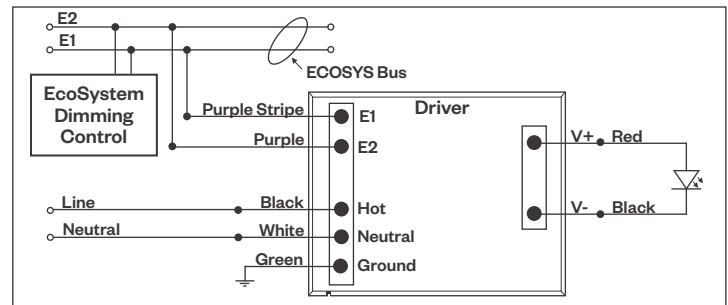 E2
E1
ECOSYS Bus
EcoSystem
Dimming
Control
Driver
Purple Stripe
E1
Purple
E2
V+
Red
Line
Black
Hot
V-
Black
Neutral
White
Neutral
Green
Ground